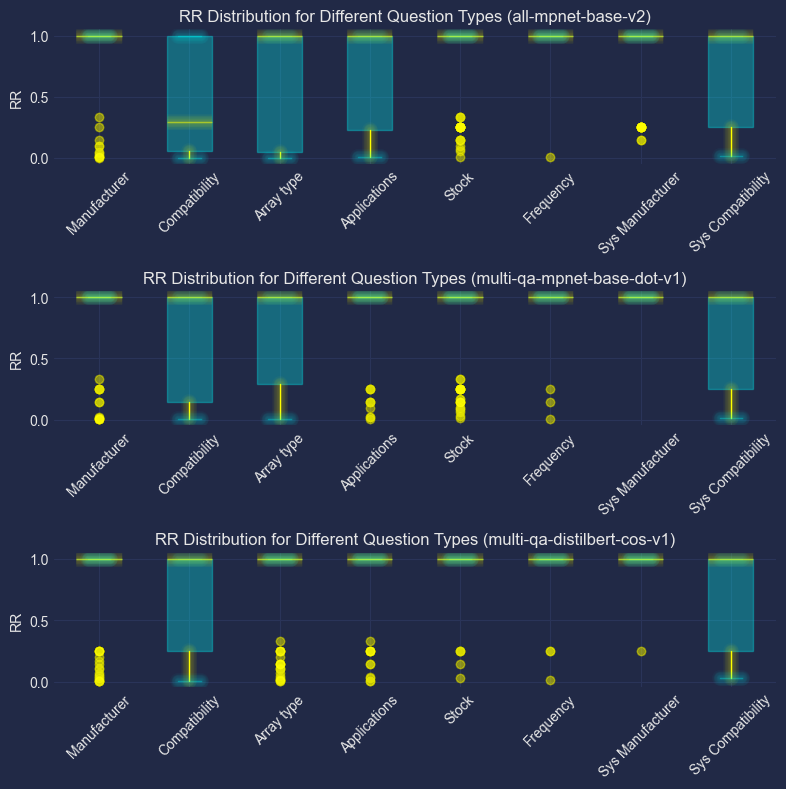 RR Distribution for Different Question Types (all-mpnet-base-v2)
1.0
0.5
0.0
RR
Manufacturer
Compatibility
Array type
Applications
Stock
Frequency
Sys Manufacturer
Sys Compatibility
RR Distribution for Different Question Types (multi-qa-mpnet-base-dot-v1)
1.0
0.5
0.0
RR
Manufacturer
Compatibility
Array type
Applications
Stock
Frequency
Sys Manufacturer
Sys Compatibility
RR Distribution for Different Question Types (multi-qa-distilbert-cos-v1)
1.0
0.5
0.0
RR
Manufacturer
Compatibility
Array type
Applications
Stock
Frequency
Sys Manufacturer
Sys Compatibility